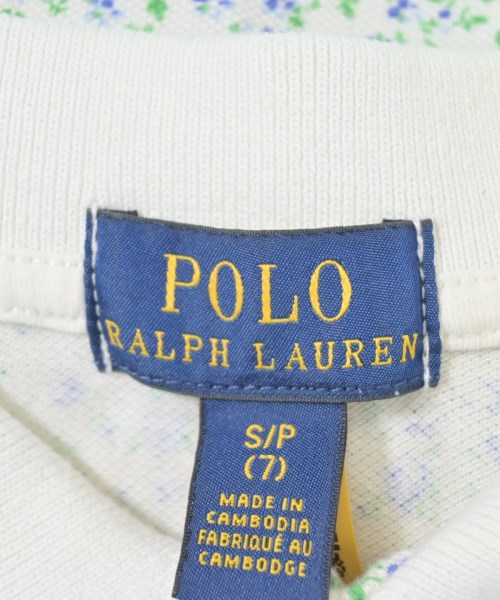 POLO
RALPH LAUREN
S/P
(7)
MADE IN
CAMBODIA
FABRIQUÉ AU
CAMBODGE